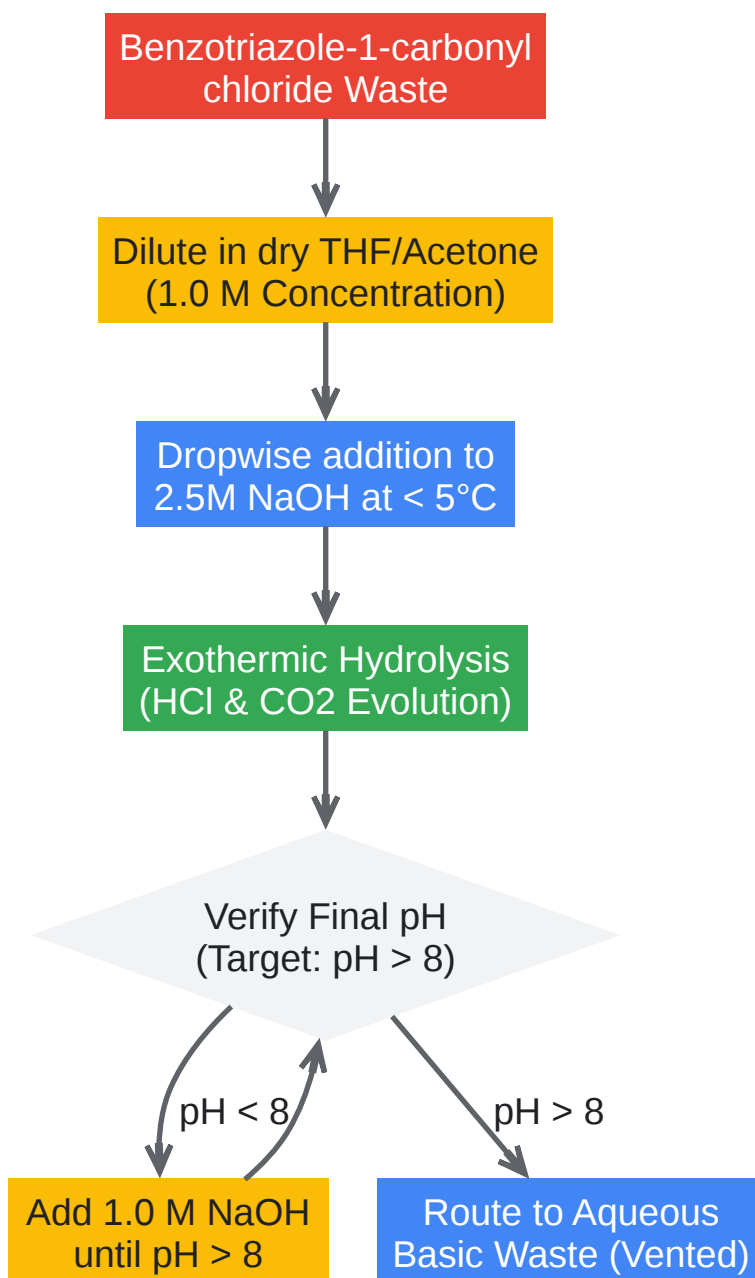 Benzotriazole-1-carbonyl
chloride Waste
Dilute in dry THF/Acetone
(1.0 M Concentration)
Dropwise addition to
2.5M NaOH at < 5°C
Exothermic Hydrolysis
(HCl & CO2 Evolution)
Verify Final pH
(Target: pH > 8)
pH < 8
pH > 8
Add 1.0 M NaOH
until pH > 8
Route to Aqueous
Basic Waste (Vented)